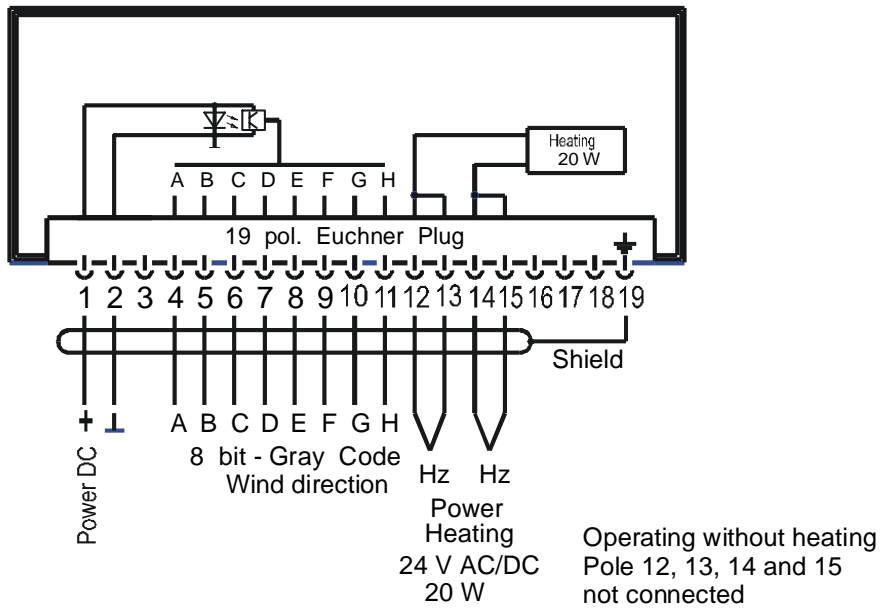 Heating
20 W
A B C D E F G H
19 pol. Euchner Plug
1 2 3 4 5 6 7 8 9 10 11 12 13 14 15 16 17 18 19
Shield
+
A B C D E F G H
Power DC
8 bit - Gray Code
Wind direction
Hz Hz
Power
Heating
24 V AC/DC
20 W
Operating without heating
Pole 12, 13, 14 and 15
not connected